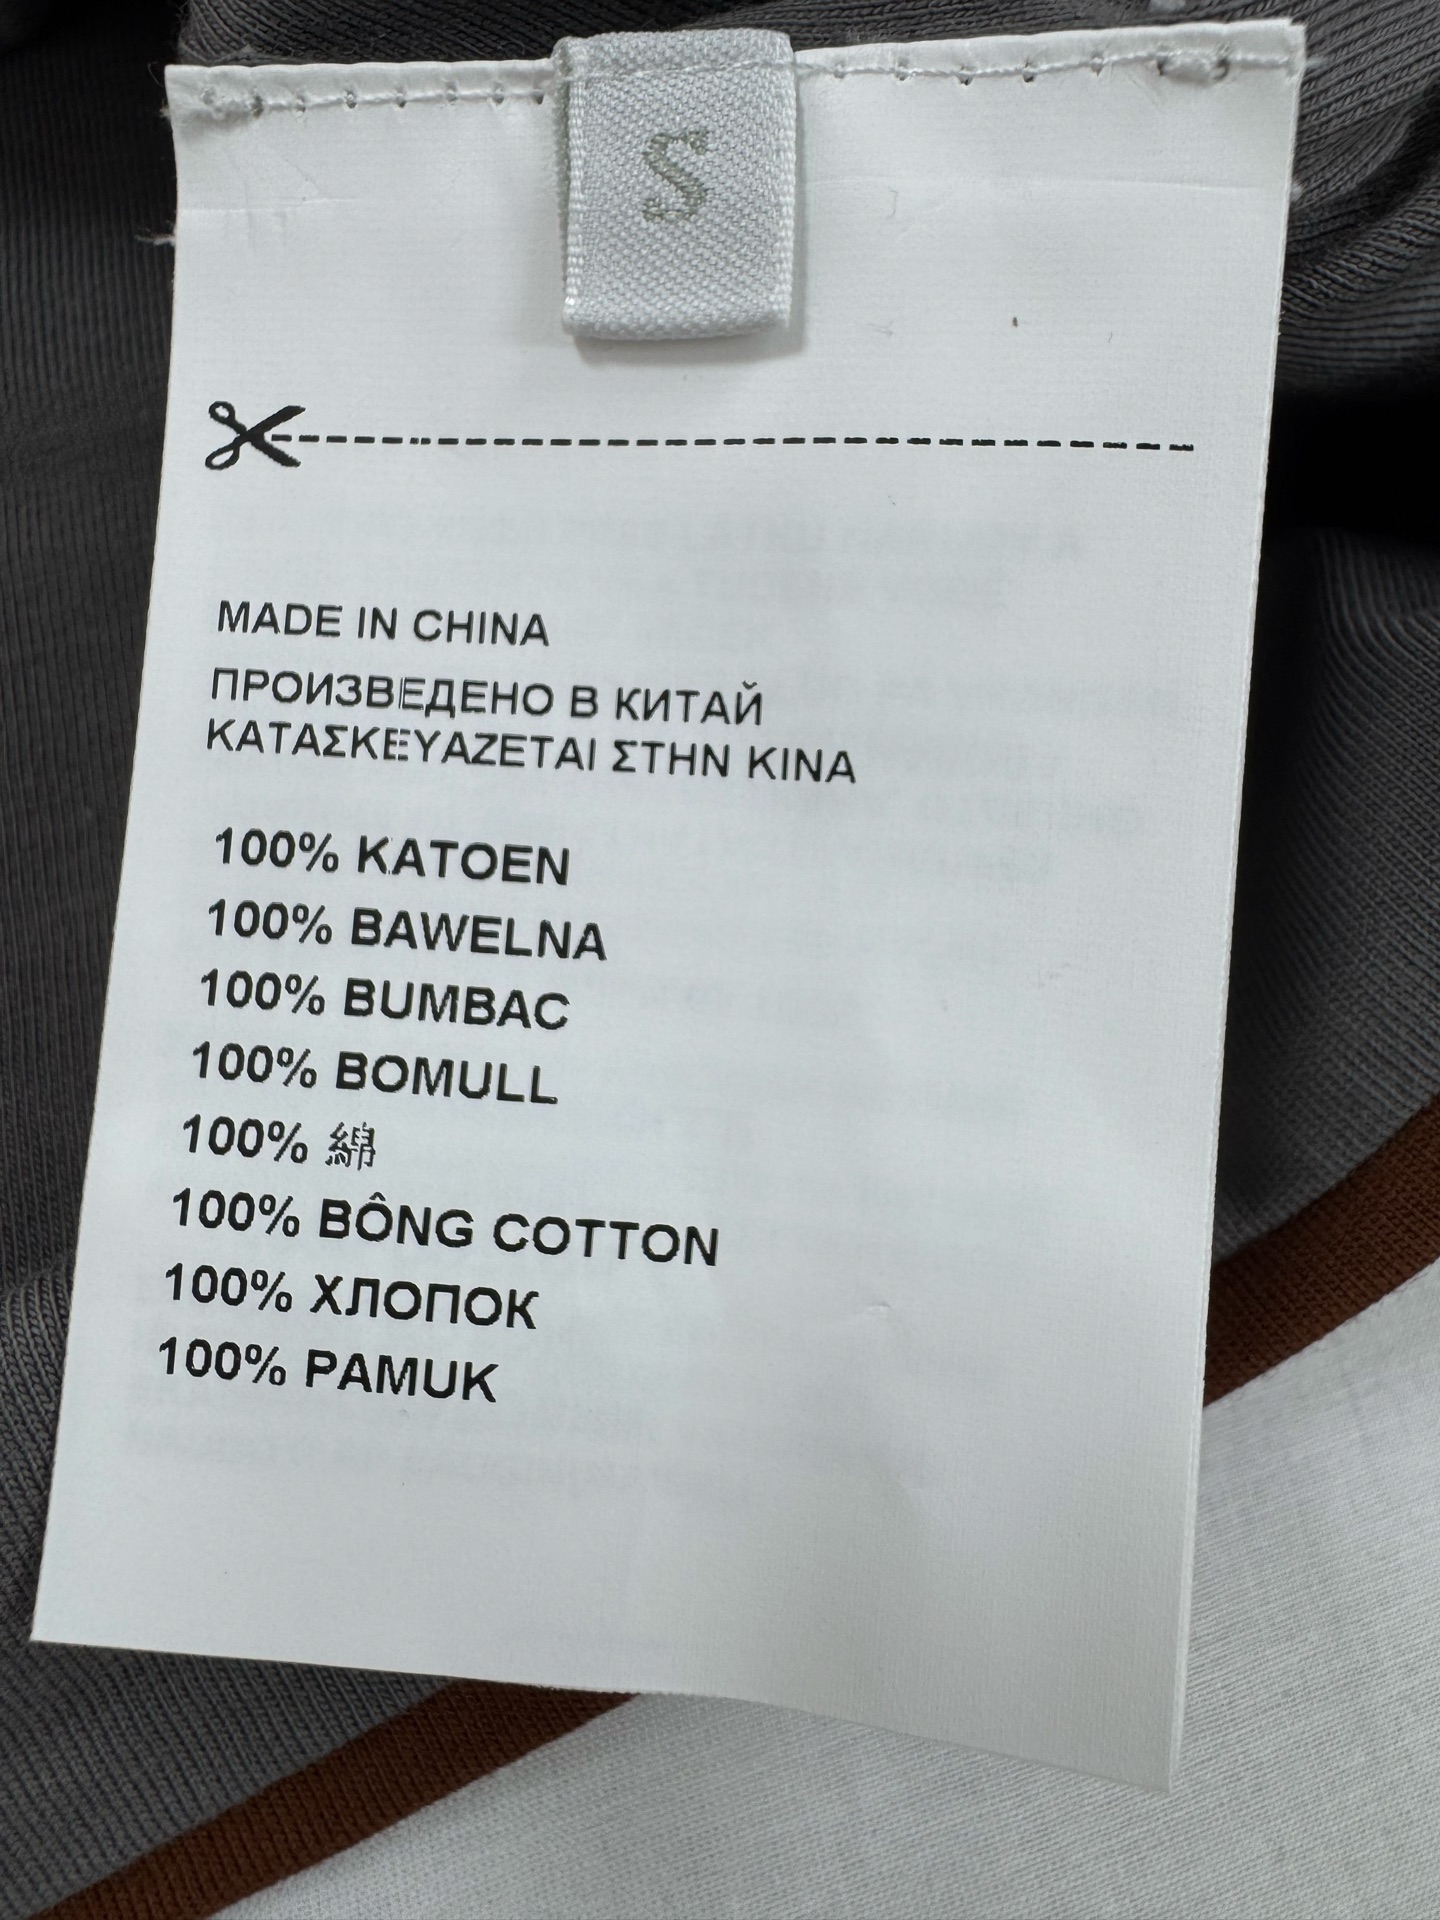 S
MADE IN CHINA
ПРОИЗВЕДЕНО В КИТАЙ
ΚΑΤΑΣΚΕΥΑΖΕΤΑΙ ΣΤΗΝ ΚΙΝΑ
100% KATOEN
100% BAWELNA
100% BUMBAC
100% BOMULL
100% 綿
100% BÔNG COTTON
100% ХЛОПОК
100% PAMUK